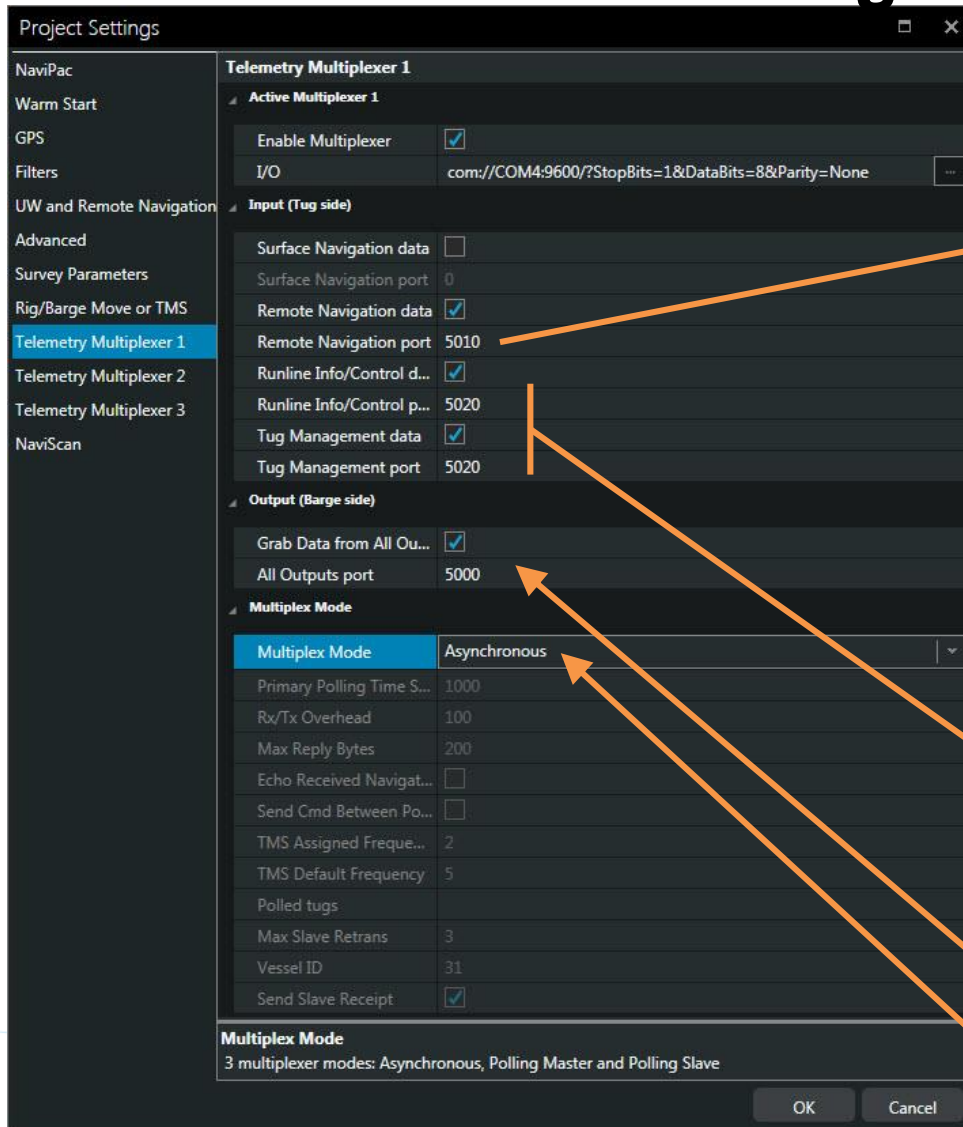 Project Settings
NaviPac
Warm Start
GPS
Filters
UW and Remote Navigation
Advanced
Survey Parameters
Rig/Barge Move or TMS
Telemetry Multiplexer 1
Telemetry Multiplexer 2
Telemetry Multiplexer 3
NaviScan
Telemetry Multiplexer 1
Active Multiplexer 1
Enable Multiplexer
I/O com://COM4:9600/?StopBits=1&DataBits=8&Parity=None ...
Input (Tug side)
Surface Navigation data
Surface Navigation port 0
Remote Navigation data
Remote Navigation port 5010
Runline Info/Control d...
Runline Info/Control p... 5020
Tug Management data
Tug Management port 5020
Output (Barge side)
Grab Data from All Ou...
All Outputs port 5000
Multiplex Mode
Multiplex Mode Asynchronous
Primary Polling Time S... 1000
Rx/Tx Overhead 100
Max Reply Bytes 200
Echo Received Navigat...
Send Cmd Between Po...
TMS Assigned Freque... 2
TMS Default Frequency 5
Polled tugs
Max Slave Retrans 3
Vessel ID 31
Send Slave Receipt
Multiplex Mode
3 multiplexer modes: Asynchronous, Polling Master and Polling Slave
OK Cancel